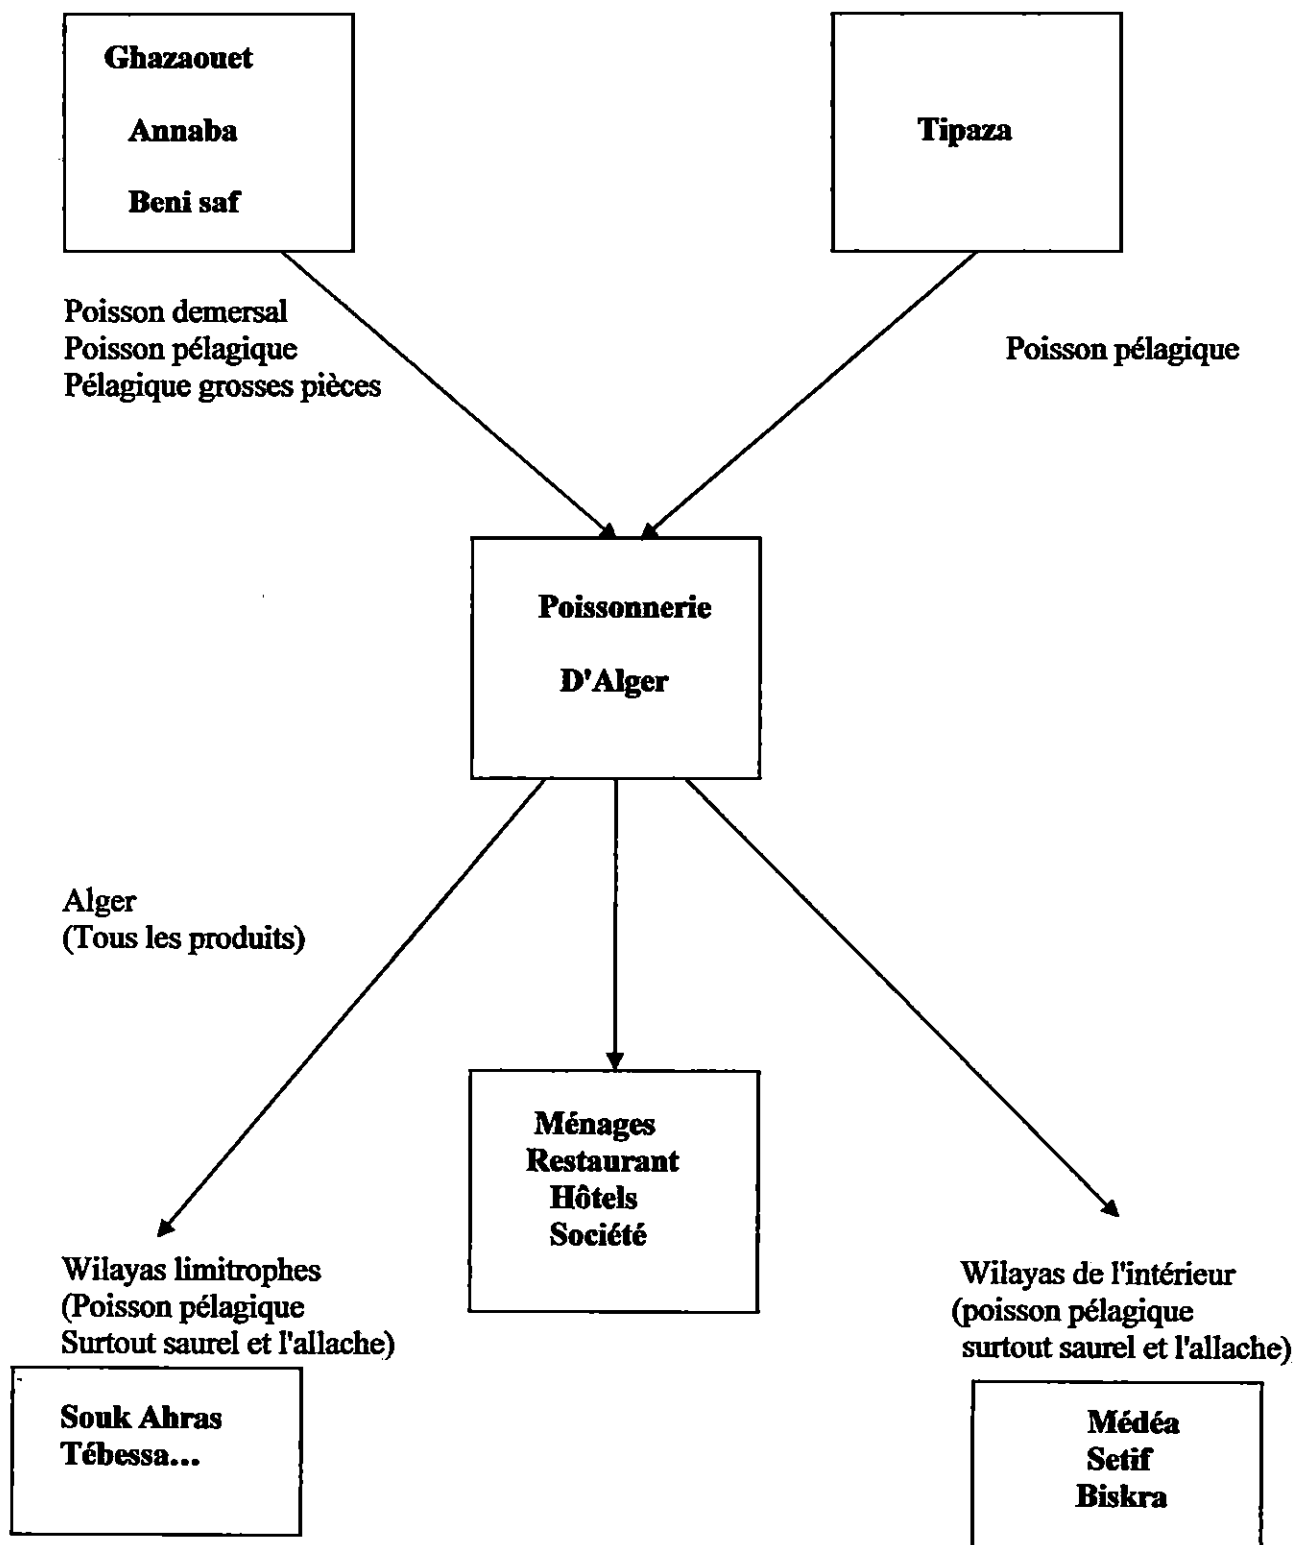 Ghazaouet
Annaba
Beni saf
Tipaza
Poisson demersal
Poisson pélagique
Pélagique grosses pièces
Poisson pélagique
Poissonnerie
D'Alger
Alger
(Tous les produits)
Ménages
Restaurant
Hôtels
Société
Wilayas limitrophes
(Poisson pélagique
Surtout saurel et l'allache)
Wilayas de l'intérieur
(poisson pélagique
surtout saurel et l'allache)
Souk Ahras
Tébessa...
Médéa
Setif
Biskra